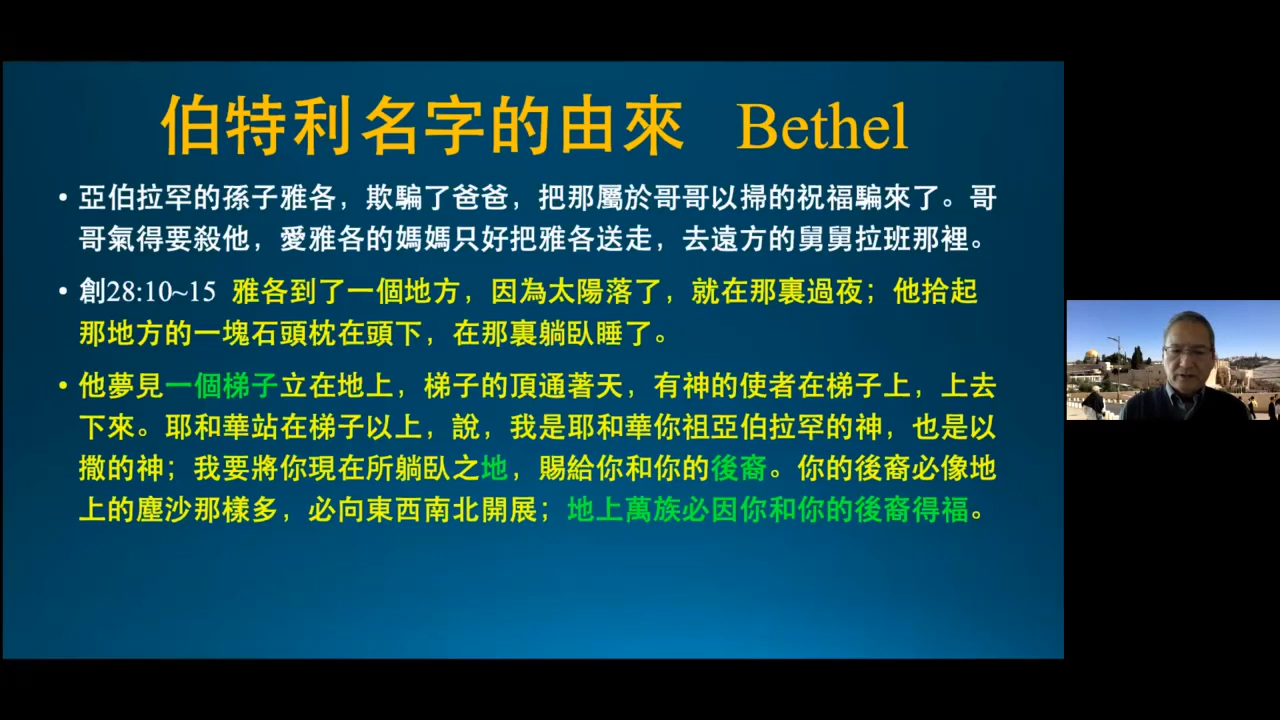 伯特利名字的由來 Bethel
• 亞伯拉罕的孫子雅各，欺騙了爸爸，把那屬於哥哥以掃的祝福騙來了。哥
哥氣得要殺他，愛雅各的媽媽只好把雅各送走，去遠方的舅舅拉班那裡。
• 創28:10~15 雅各到了一個地方，因為太陽落了，就在那裏過夜；他拾起
那地方的一塊石頭枕在頭下，在那裏躺臥睡了。
• 他夢見一個梯子立在地上，梯子的頂通著天，有神的使者在梯子上，上去
下來。耶和華站在梯子以上，說，我是耶和華你祖亞伯拉罕的神，也是以
撒的神；我要將你現在所躺臥之地，賜給你和你的後裔。你的後裔必像地
上的塵沙那樣多，必向東西南北開展；地上萬族必因你和你的後裔得福。